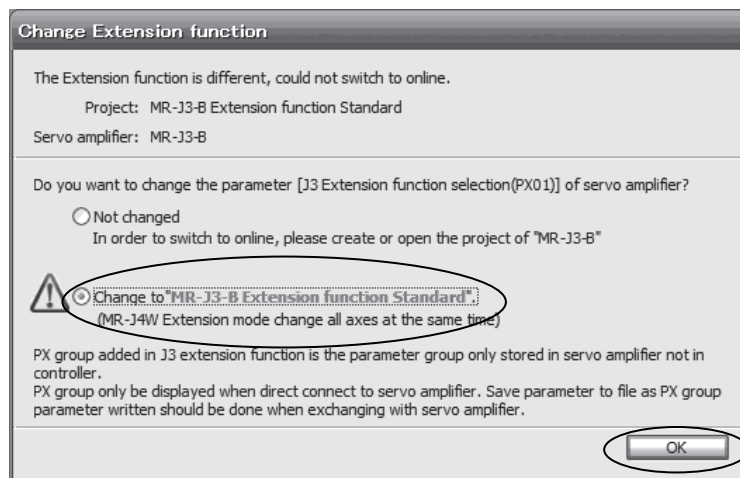 Change Extension function
The Extension function is different, could not switch to online.
Project: MR-J3-B Extension function Standard
Servo amplifier: MR-J3-B
Do you want to change the parameter [J3 Extension function selection(PX01)] of servo amplifier?
Not changed
In order to switch to online, please create or open the project of "MR-J3-B"
Change to"MR-J3-B Extension function Standard".
(MR-J4W Extension mode change all axes at the same time)
PX group added in J3 extension function is the parameter group only stored in servo amplifier not in
controller.
PX group only be displayed when direct connect to servo amplifier. Save parameter to file as PX group
parameter written should be done when exchanging with servo amplifier.
OK